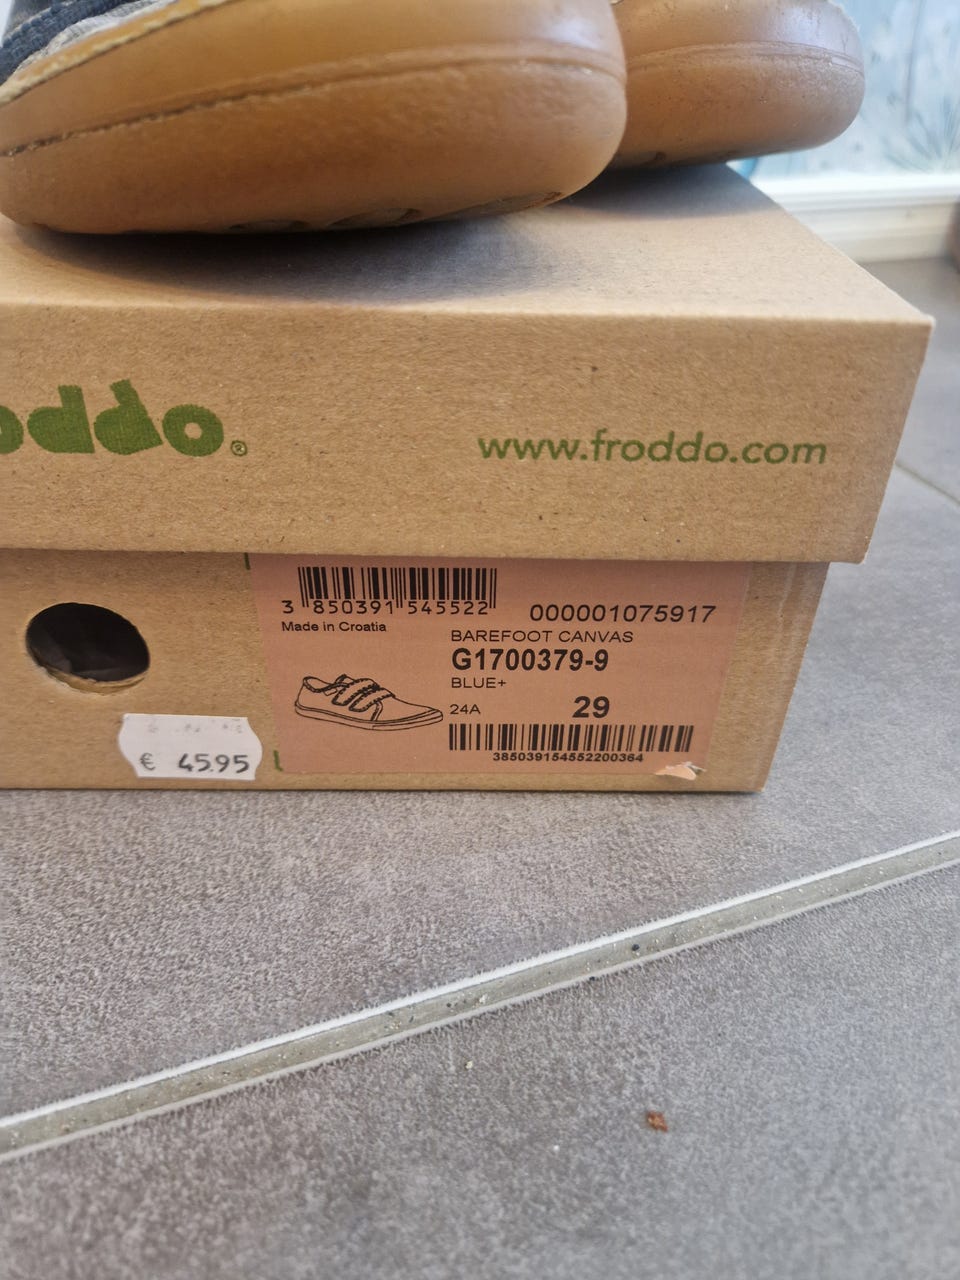 oddo®
www.froddo.com
3 850391 545522
000001075917
Made in Croatia
BAREFOOT CANVAS
G1700379-9
BLUE+
24A
29
385039154552200364
€ 45.95